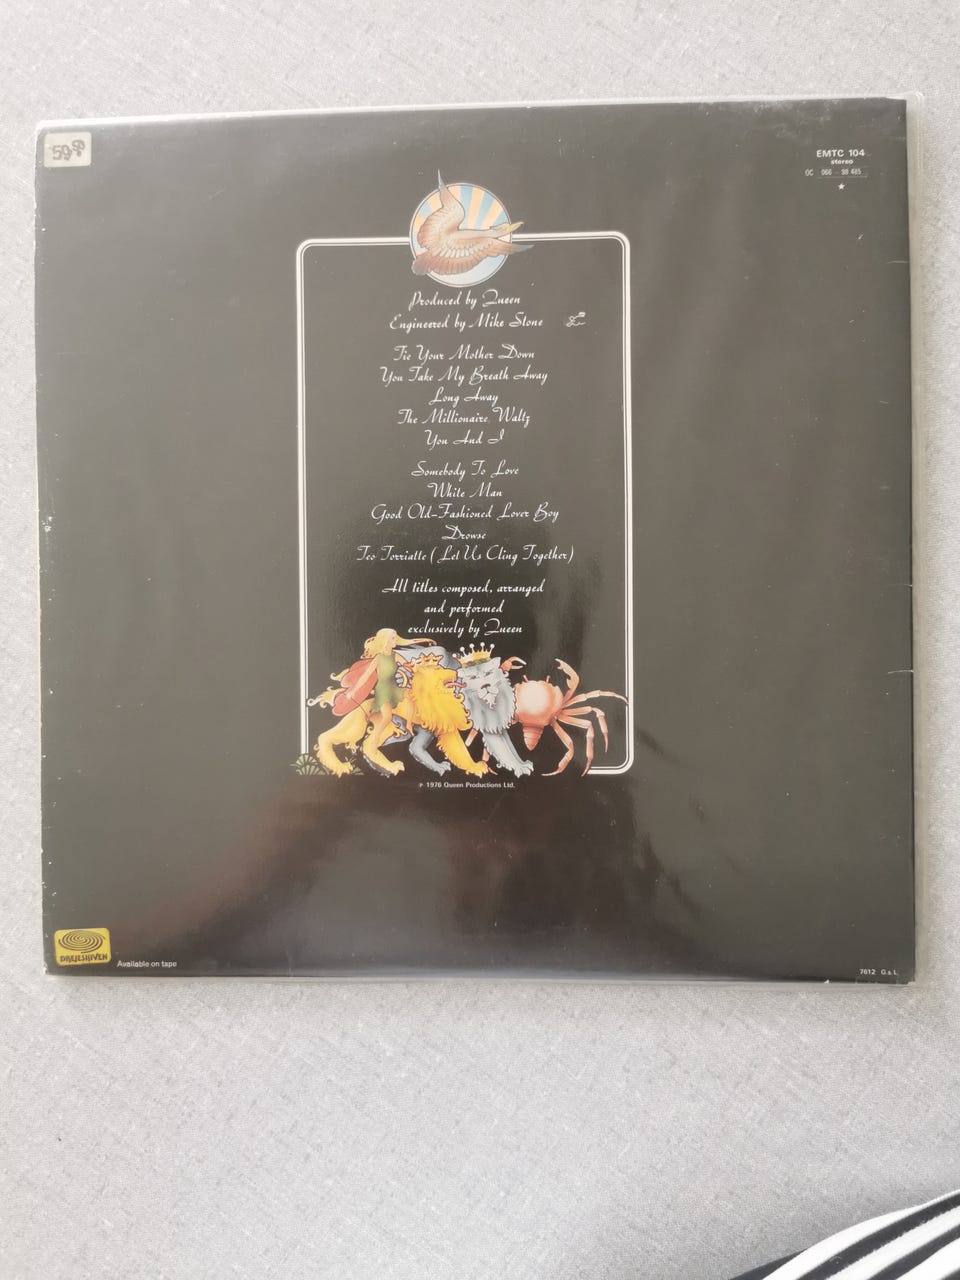 59.50
EMTC 104
stereo
OC 066 - 98 485
Produced by Queen
Engineered by Mike Stone
Tie Your Mother Down
You Take My Breath Away
Long Away
The Millionaire Waltz
You And I
Somebody To Love
White Man
Good Old-Fashioned Lover Boy
Drowse
Teo Torriatte (Let Us Cling Together)
All titles composed, arranged
and performed
exclusively by Queen
℗ 1976 Queen Productions Ltd.
Available on tape
7612 G.s.L